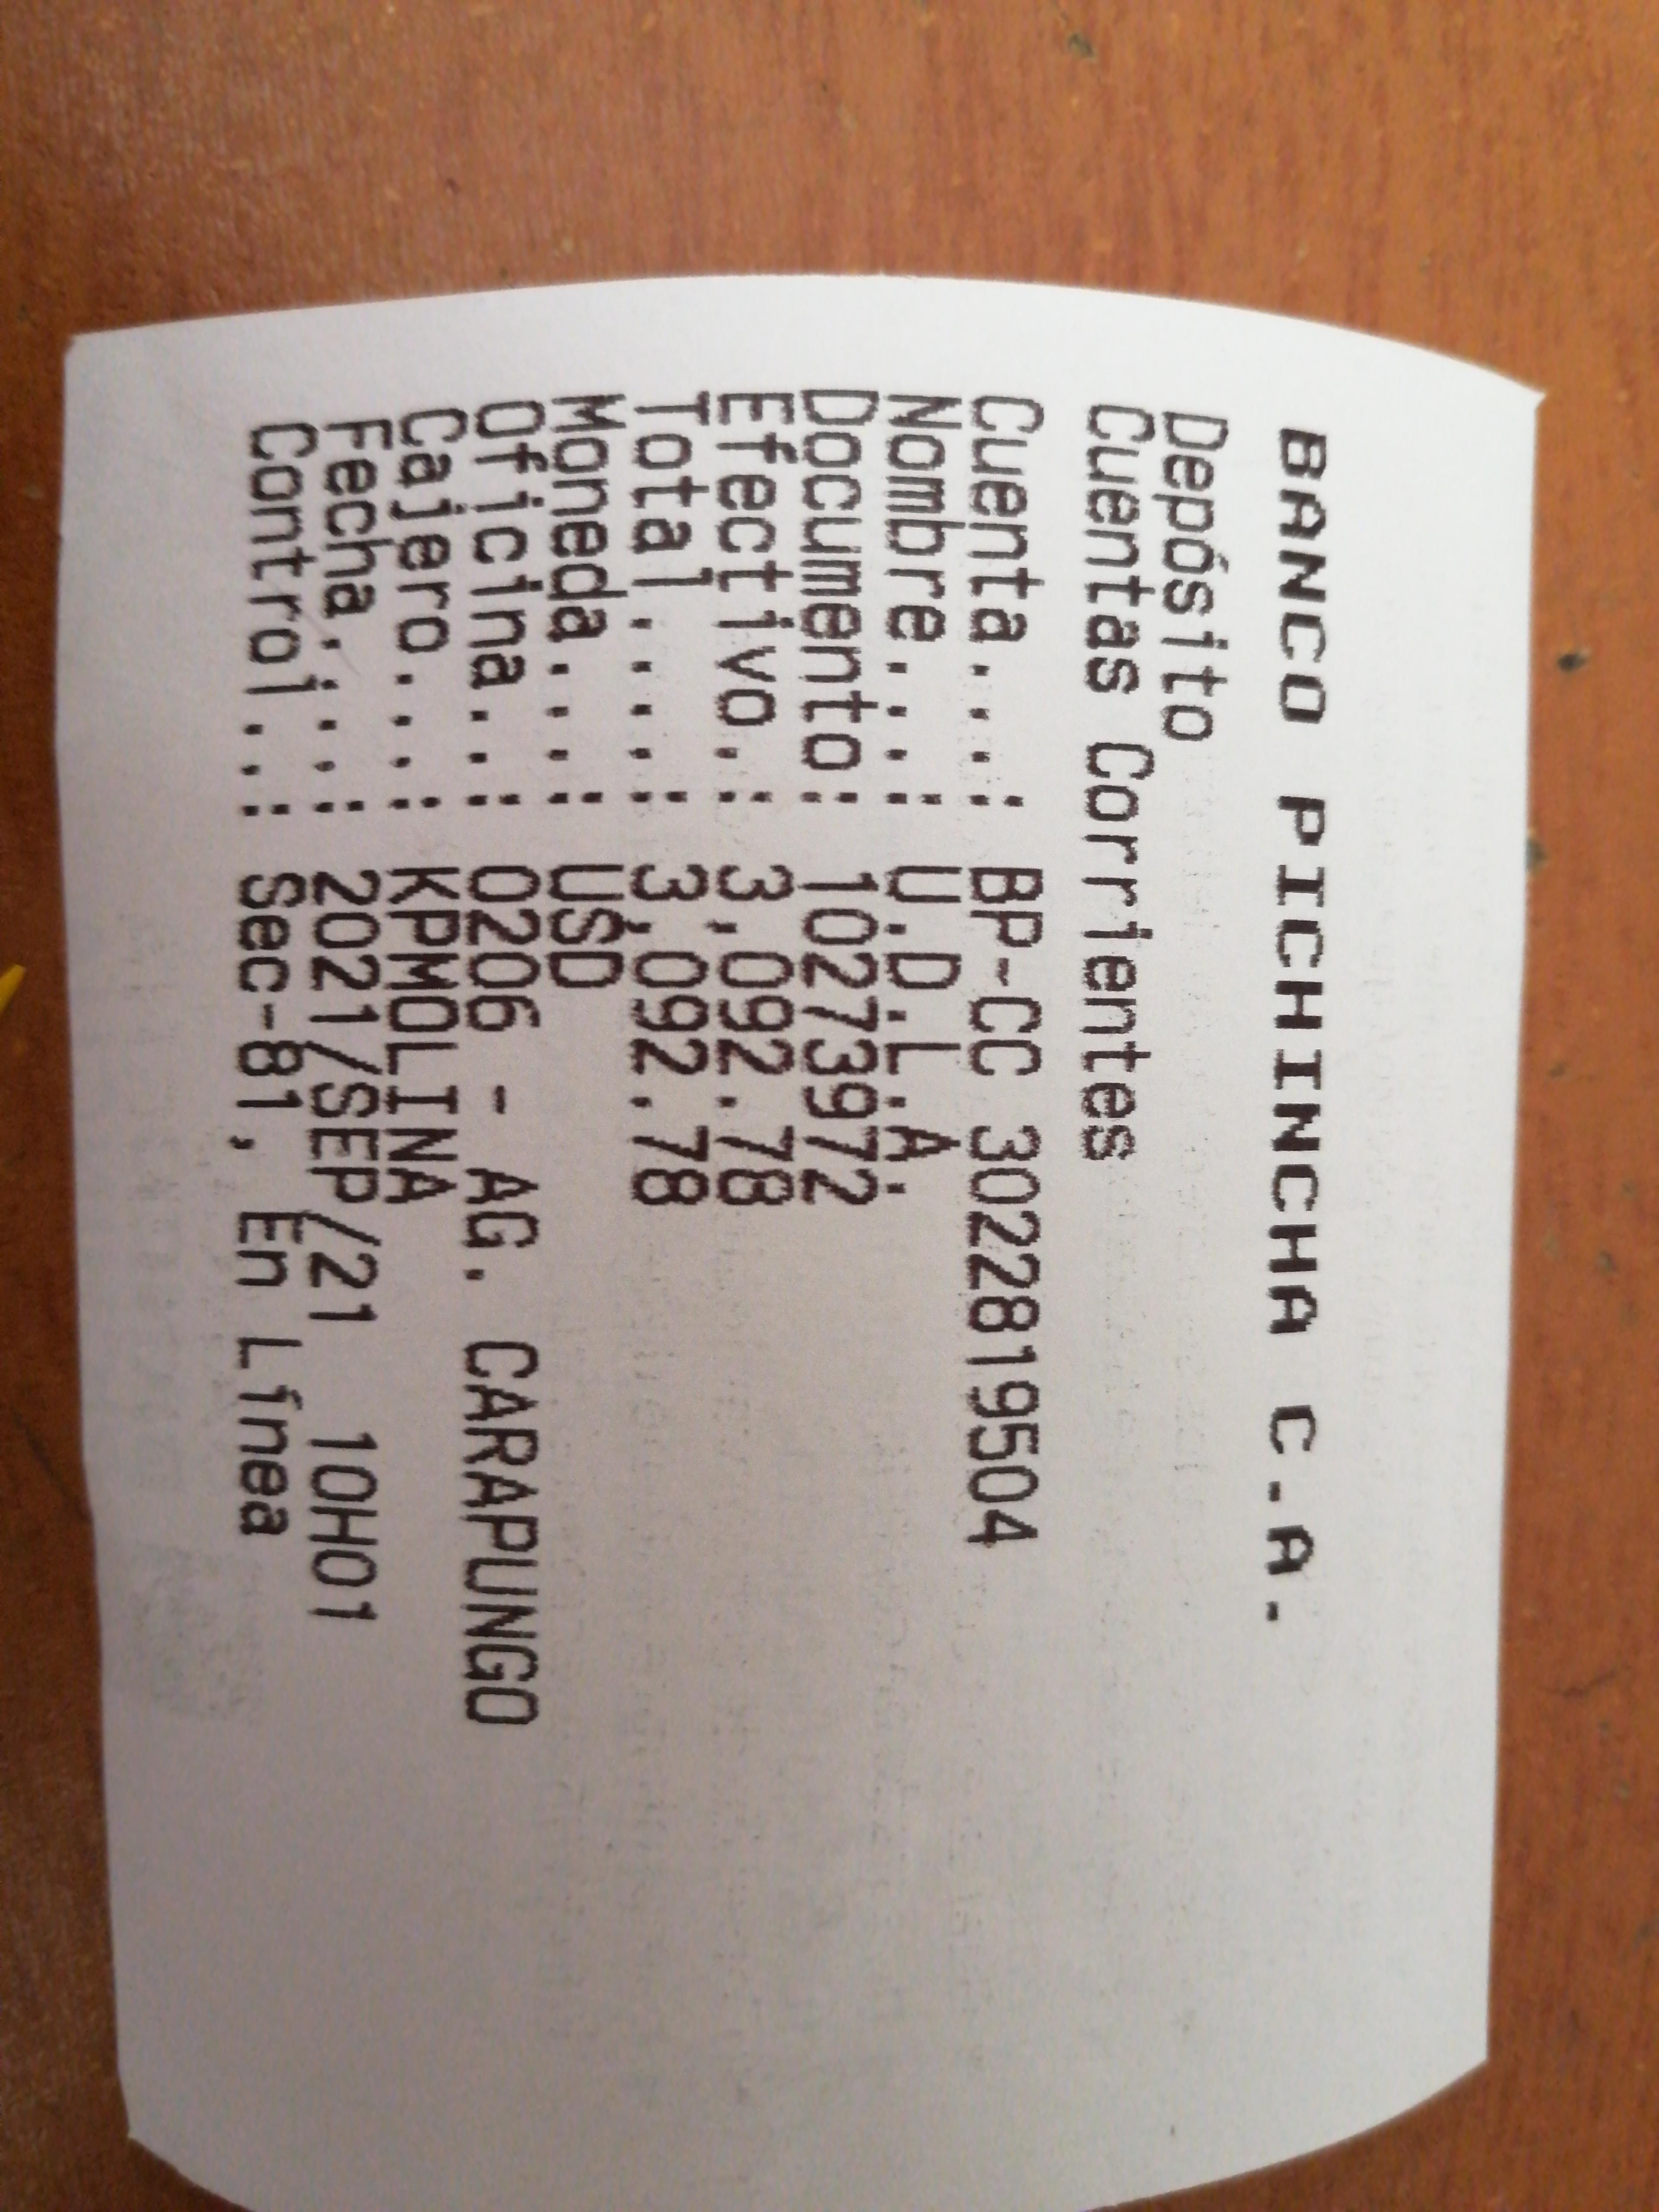 BANCO PICHINCHA C.A.
Depósito
Cuentas Corrientes
Cuenta...: BP-CC 3022819504
Nombre....: U.D.L.A.
Documento: 10273972
Efectivo.: 3,092.78
Total....: 3,092.78
Moneda....: USD
Oficina...: 0206 - AG. CARAPUNGO
Cajero....: KPMOLINA
Fecha.....: 2021/SEP/21 10H01
Control...: Sec-81, En Línea